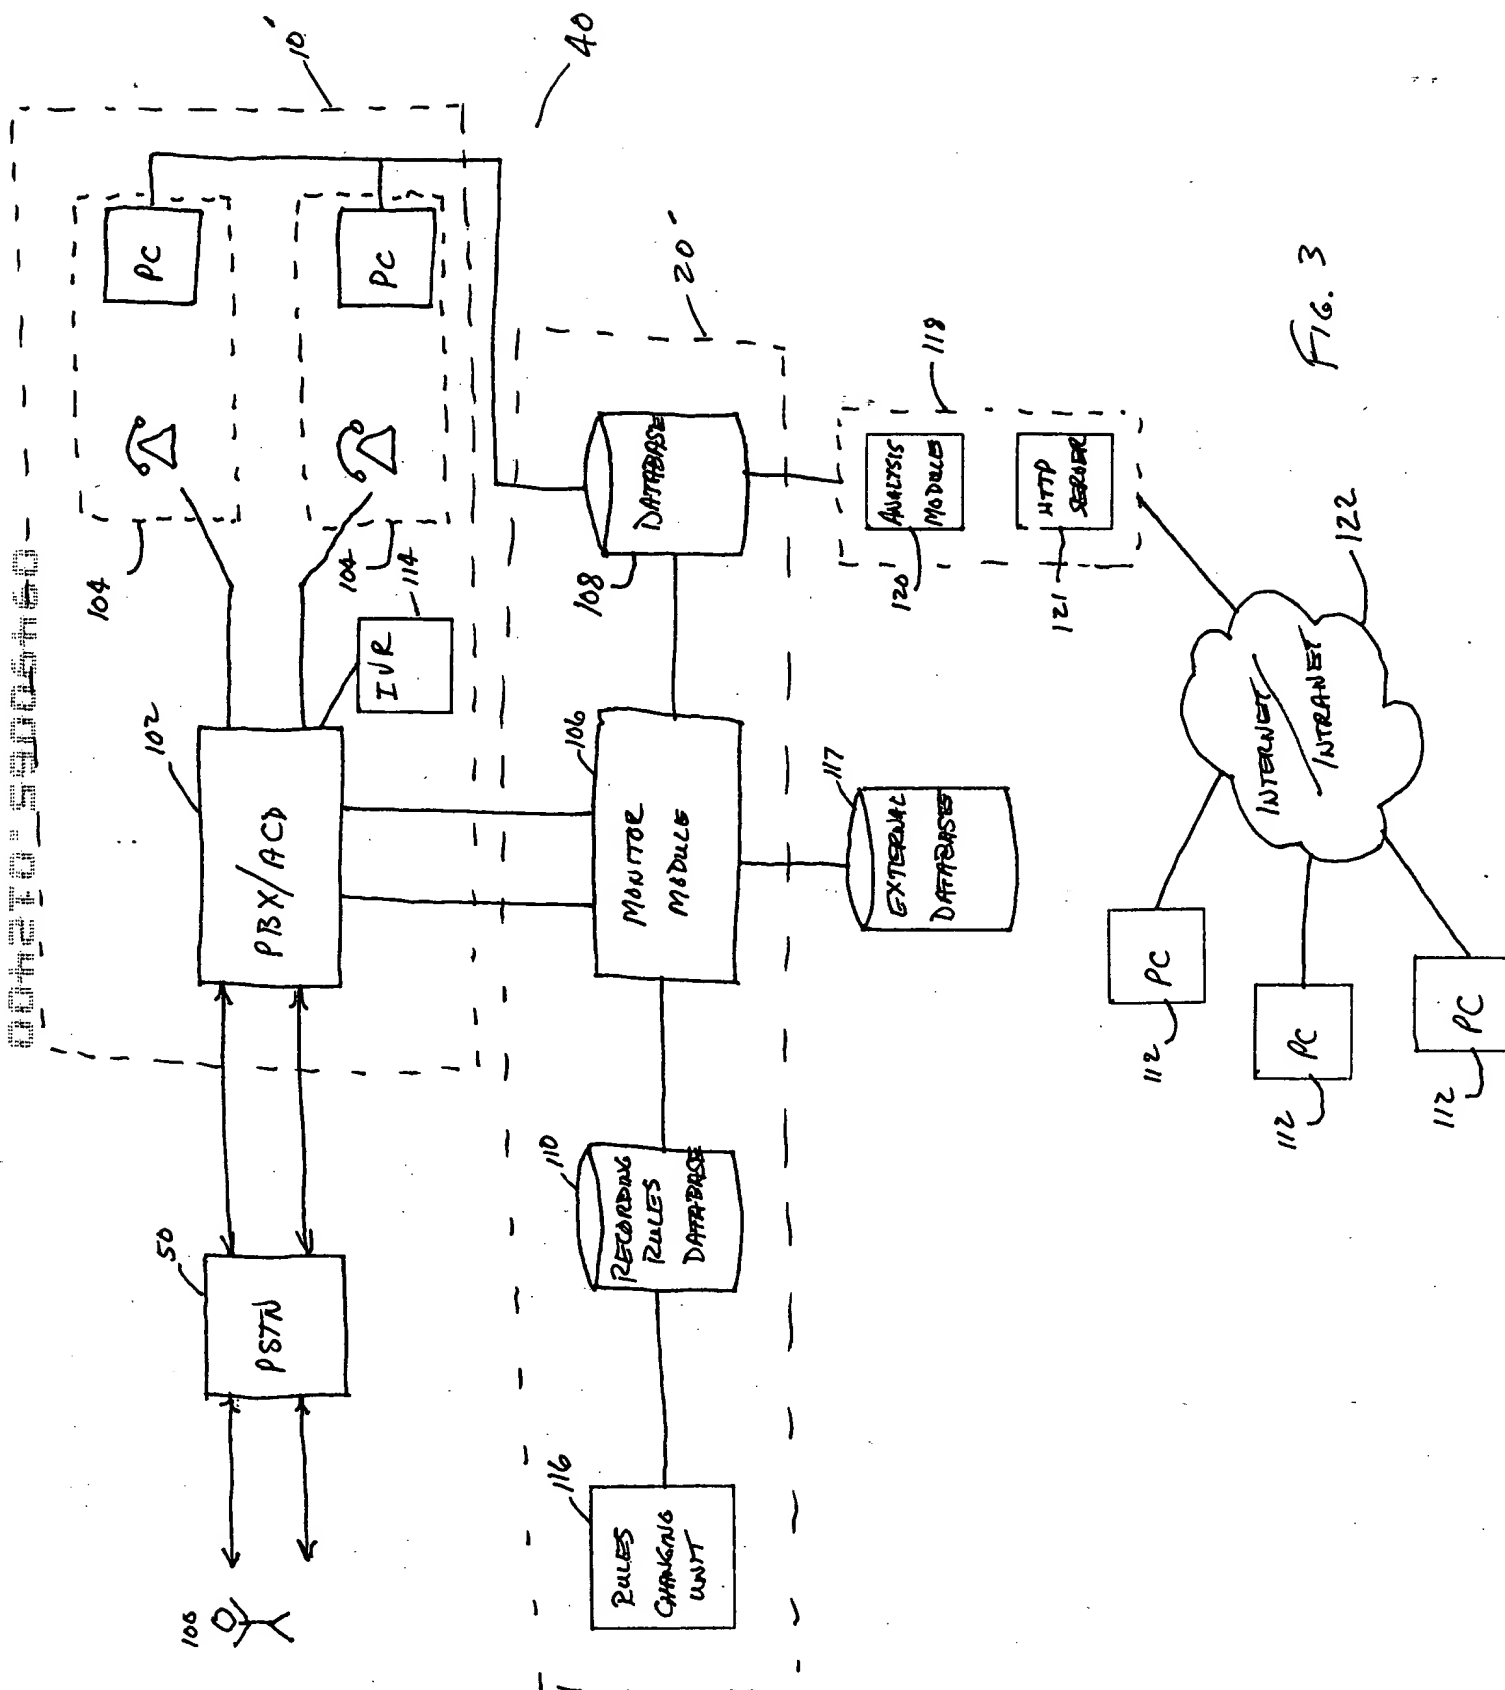 100
50
PSTN
102
PBX/ACD
104
104
114
IVR
PC
PC
10'
40
116
RULES
CHANGING
UNIT
110
RECORDING
RULES
DATABASE
106
MONITOR
MODULE
108
DATABASE
20'
117
EXTERNAL
DATABASE
118
120
ANALYSIS
MODULE
121
HTTP
SERVER
122
INTERNET/
INTRANET
112
PC
112
PC
112
PC
FIG. 3